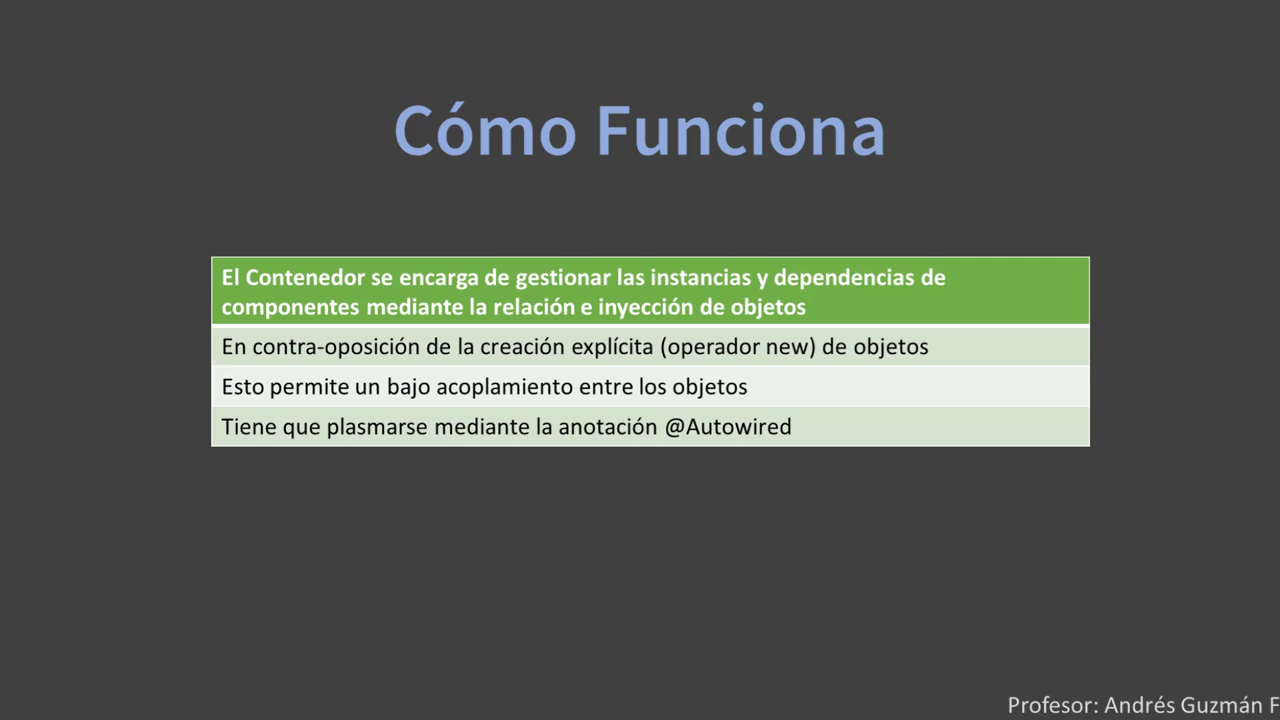 Cómo Funciona
El Contenedor se encarga de gestionar las instancias y dependencias de
componentes mediante la relación e inyección de objetos
En contra-oposición de la creación explícita (operador new) de objetos
Esto permite un bajo acoplamiento entre los objetos
Tiene que plasmarse mediante la anotación @Autowired
Profesor: Andrés Guzmán F